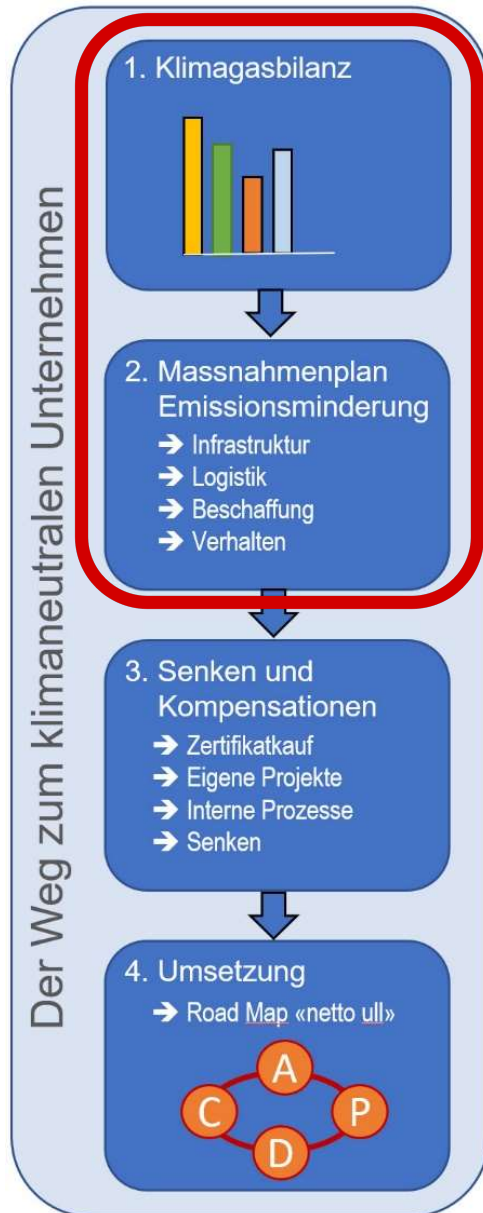 Der Weg zum klimaneutralen Unternehmen
1. Klimagasbilanz
2. Massnahmenplan
Emissionsminderung
➔ Infrastruktur
➔ Logistik
➔ Beschaffung
➔ Verhalten
3. Senken und
Kompensationen
➔ Zertifikatkauf
➔ Eigene Projekte
➔ Interne Prozesse
➔ Senken
4. Umsetzung
➔ Road Map «netto ull»
A
C
P
D